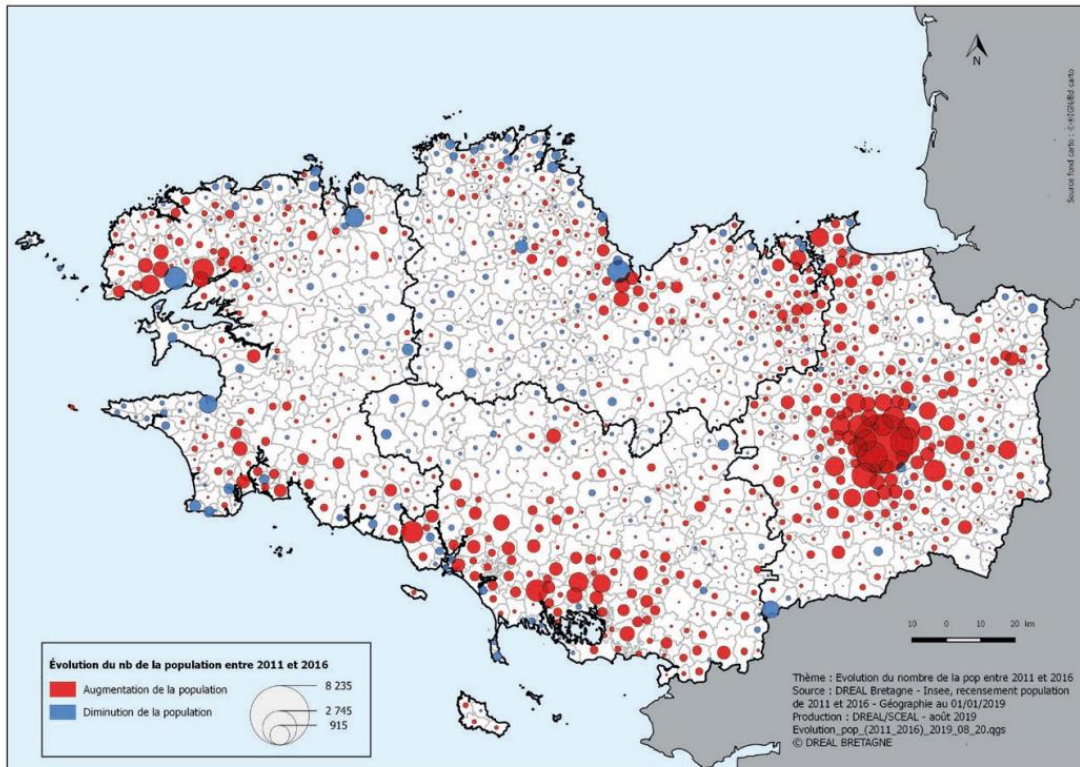 N
Source fond carto :
Évolution du nb de la population entre 2011 et 2016
Augmentation de la population
Diminution de la population
8 235
2 745
915
10 0 10 20 km
Thème : Evolution du nombre de la pop entre 2011 et 2016
Source : DREAL Bretagne - Insee, recensement population
de 2011 et 2016 - Géographie au 01/01/2019
Production : DREAL/SCEAL - août 2019
Evolution_pop_(2011_2016)_2019_08_20.qgs
© DREAL BRETAGNE